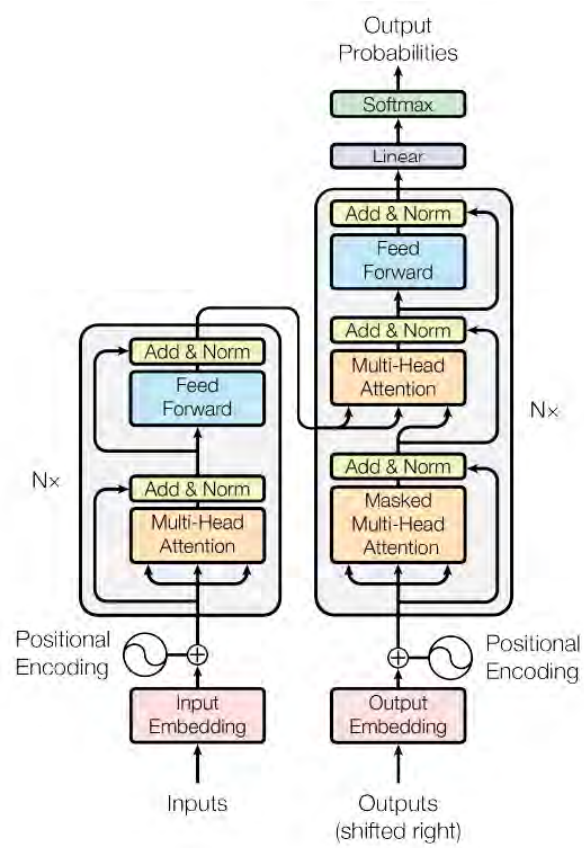 Output
Probabilities
Softmax
Linear
Add & Norm
Feed
Forward
Add & Norm
Multi-Head
Attention
Add & Norm
Masked
Multi-Head
Attention
N×
Add & Norm
Feed
Forward
Add & Norm
Multi-Head
Attention
N×
Positional
Encoding
Positional
Encoding
Input
Embedding
Output
Embedding
Inputs
Outputs
(shifted right)